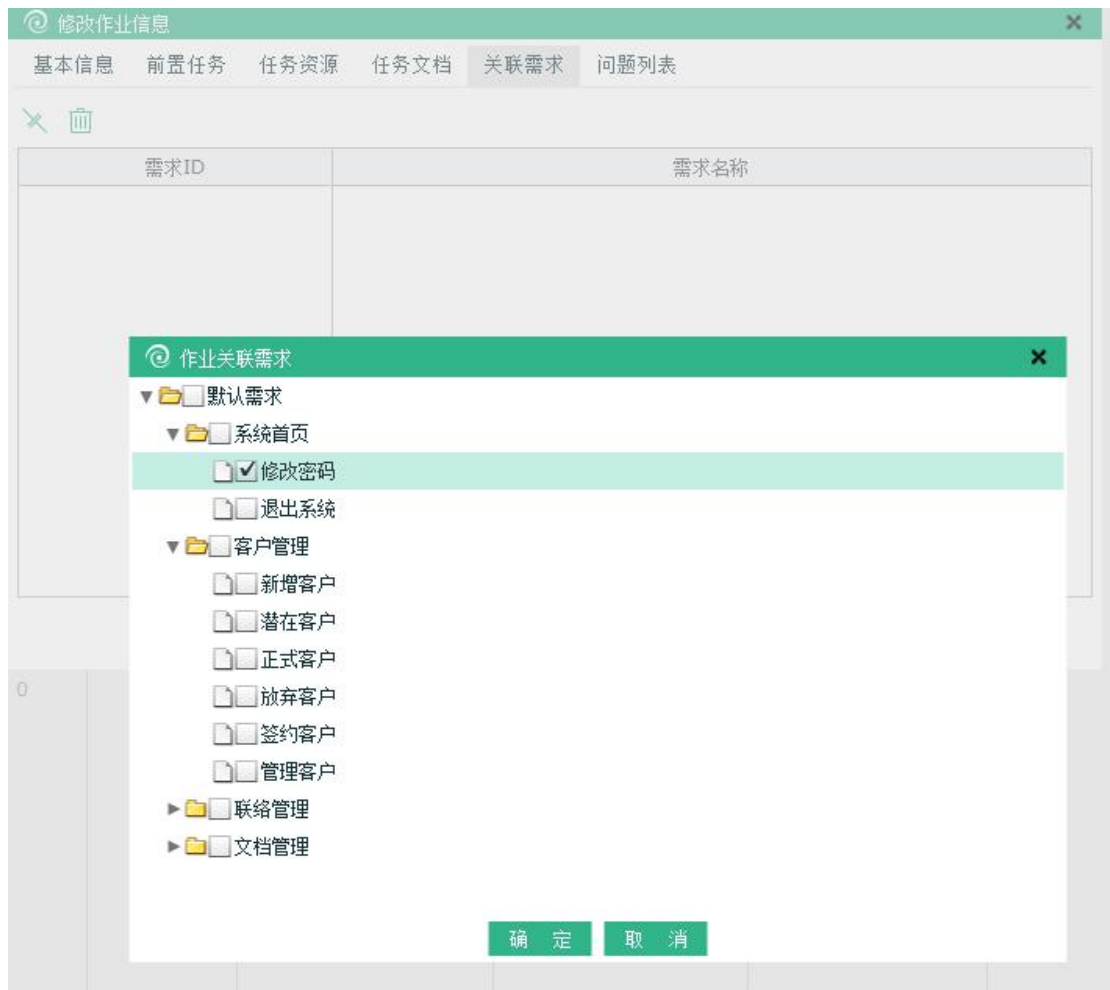 修改作业信息
基本信息 前置任务 任务资源 任务文档 关联需求 问题列表
需求ID 需求名称
作业关联需求
默认需求
系统首页
修改密码
退出系统
客户管理
新增客户
潜在客户
正式客户
放弃客户
签约客户
管理客户
联络管理
文档管理
0
确 定 取 消